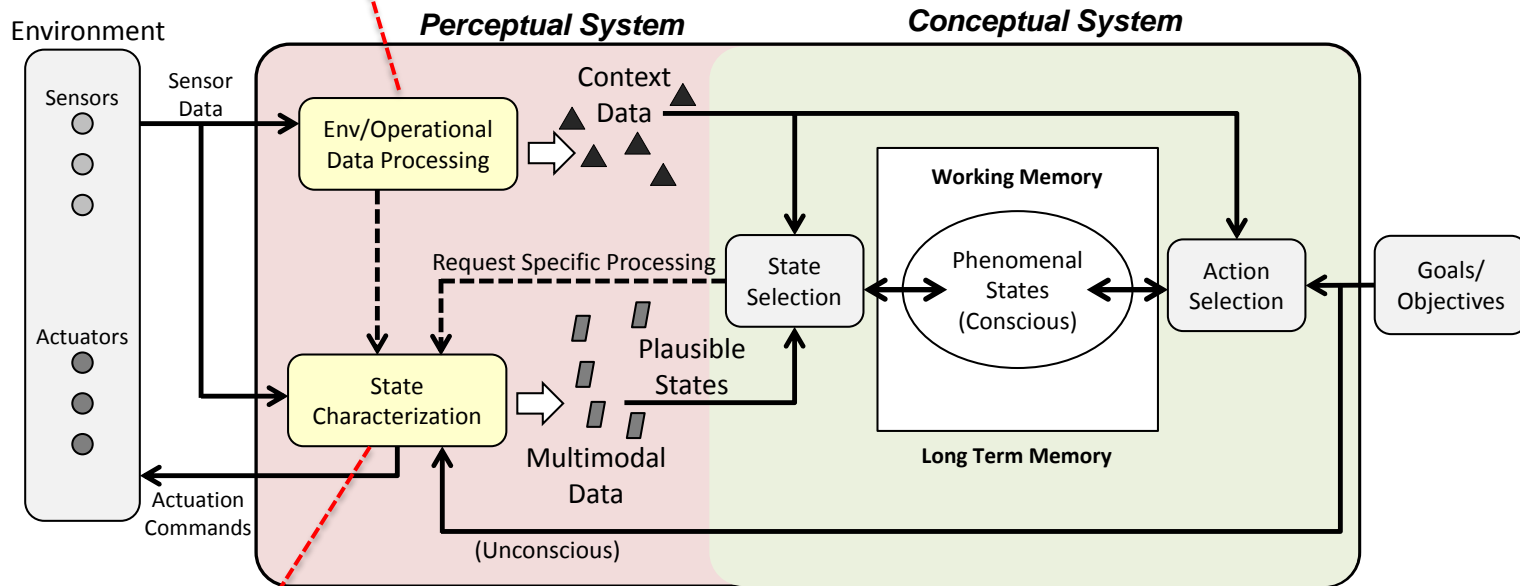 Perceptual System
Conceptual System
Environment
Sensors
Sensor
Data
Env/Operational
Data Processing
Context
Data
Working Memory
Request Specific Processing
State
Selection
Phenomenal
States
(Conscious)
Action
Selection
Goals/
Objectives
Actuators
Plausible
States
State
Characterization
Long Term Memory
Multimodal
Data
Actuation
Commands
(Unconscious)